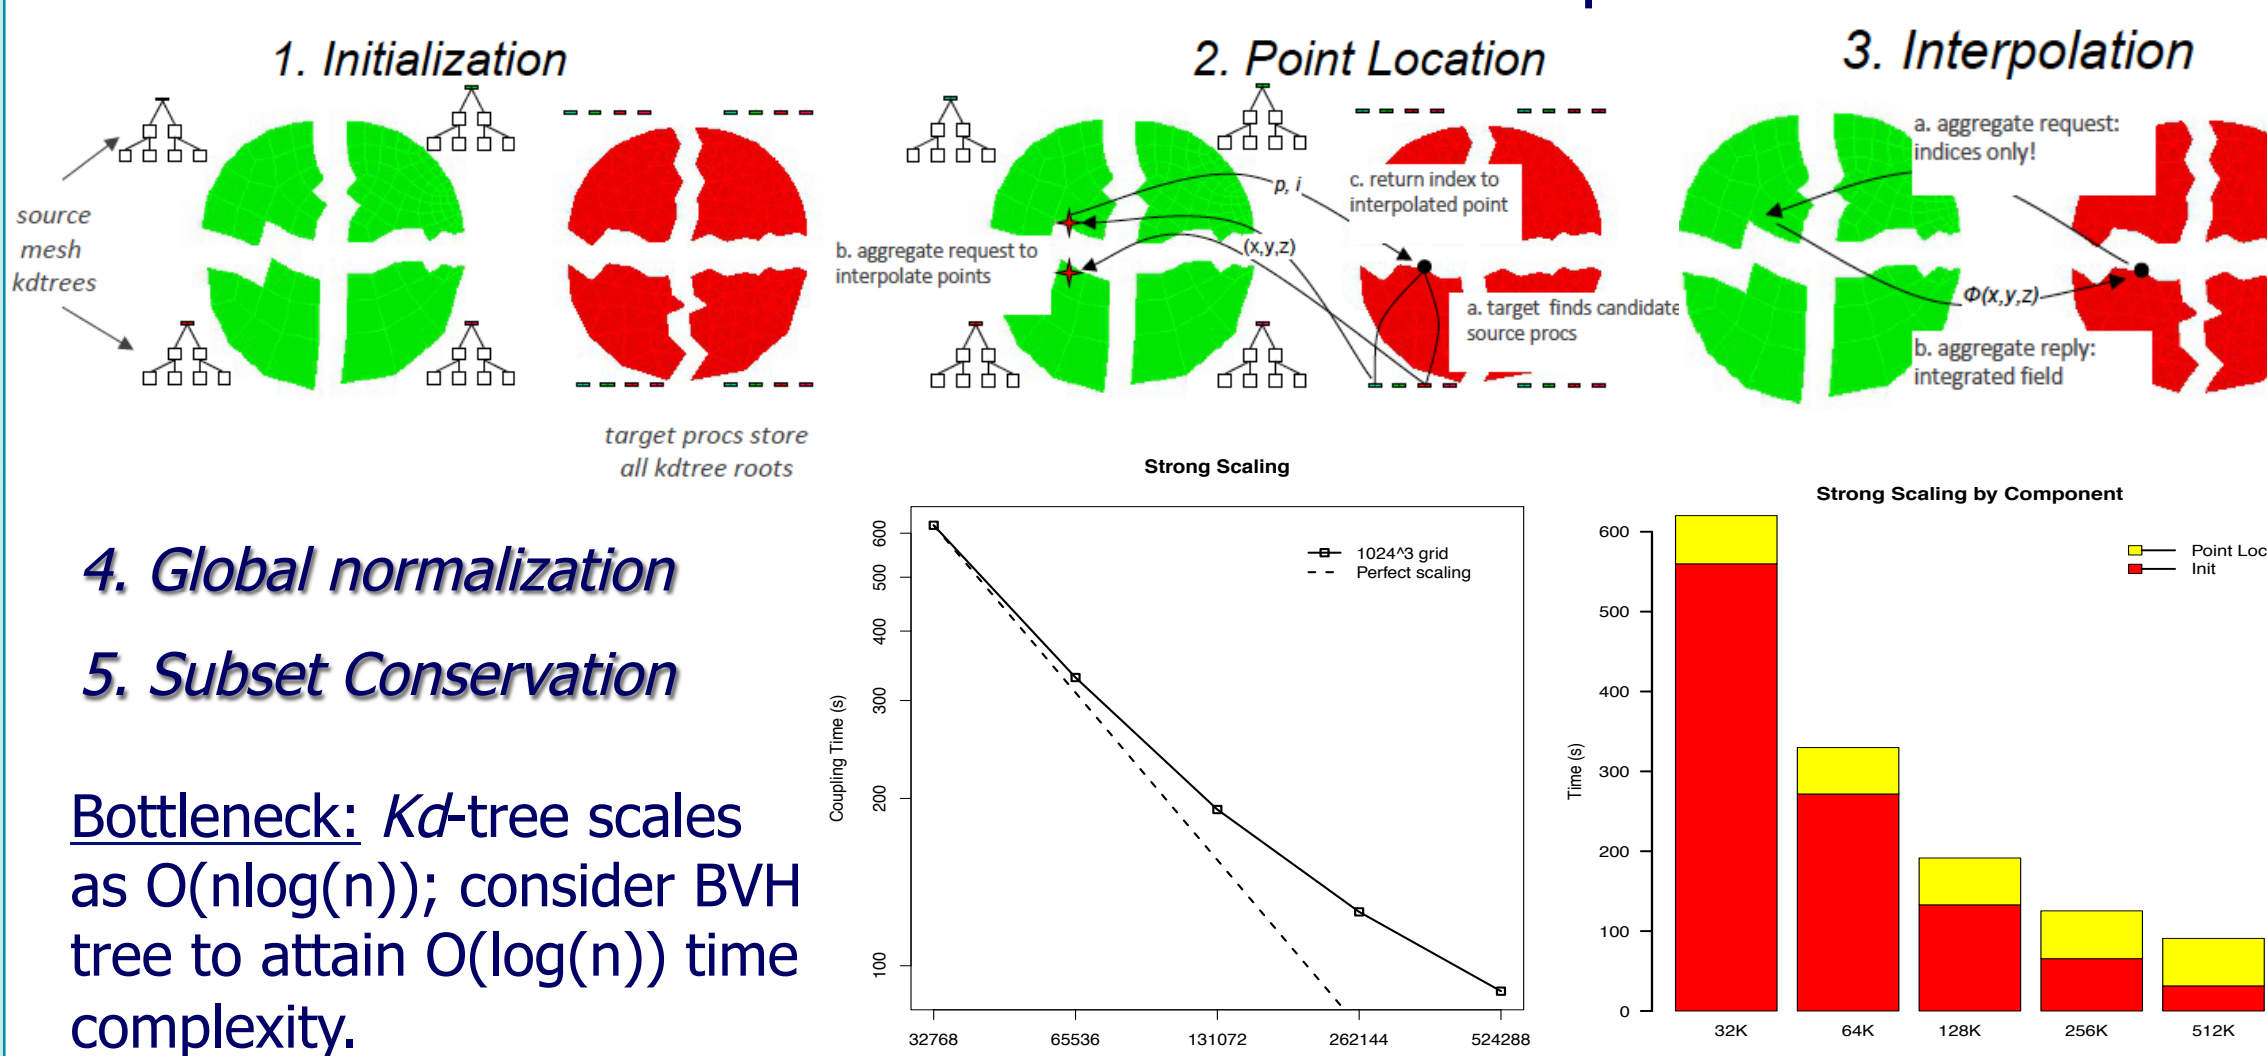 1. Initialization
source
mesh
kdtrees
target procs store
all kdtree roots
2. Point Location
p, i
(x,y,z)
c. return index to
interpolated point
b. aggregate request to
interpolate points
a. target finds candidate
source procs
3. Interpolation
a. aggregate request:
indices only!
Φ(x,y,z)
b. aggregate reply:
integrated field
4. Global normalization
5. Subset Conservation
Bottleneck: Kd-tree scales
as O(nlog(n)); consider BVH
tree to attain O(log(n)) time
complexity.
Strong Scaling
1024^3 grid
Perfect scaling
Coupling Time (s)
600
500
400
300
200
100
32768 65536 131072 262144 524288
Strong Scaling by Component
Point Loc
Init
Time (s)
600
500
400
300
200
100
0
32K 64K 128K 256K 512K